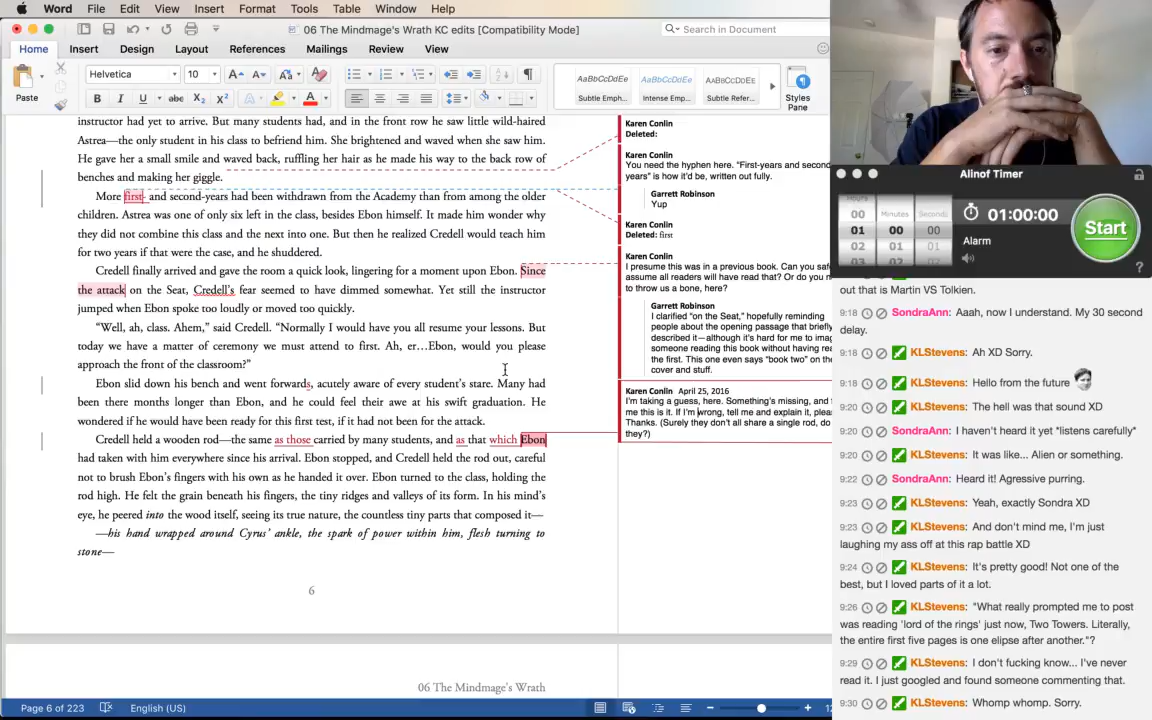 Word File Edit View Insert Format Tools Table Window Help
06 The Mindmage's Wrath KC edits [Compatibility Mode]
Search in Document
Home Insert Design Layout References Mailings Review View
Paste
Helvetica 10
B I U abc X2 X2
AaBbCcDdEe AaBbCcDdEe AaBbCcDdEe
Subtle Emph... Intense Emp... Subtle Refer...
Styles
Pane
instructor had yet to arrive. But many students had, and in the front row he saw little wild-haired
Astrea—the only student in his class to befriend him. She brightened and waved when she saw him.
He gave her a small smile and waved back, ruffling her hair as he made his way to the back row of
benches and making her giggle.
More first- and second-years had been withdrawn from the Academy than from among the older
children. Astrea was one of only six left in the class, besides Ebon himself. It made him wonder why
they did not combine this class and the next into one. But then he realized Credell would teach him
for two years if that were the case, and he shuddered.
Credell finally arrived and gave the room a quick look, lingering for a moment upon Ebon. Since
the attack on the Seat, Credell's fear seemed to have dimmed somewhat. Yet still the instructor
jumped when Ebon spoke too loudly or moved too quickly.
“Well, ah, class. Ahem,” said Credell. “Normally I would have you all resume your lessons. But
today we have a matter of ceremony we must attend to first. Ah, er…Ebon, would you please
approach the front of the classroom?”
Ebon slid down his bench and went forwards, acutely aware of every student's stare. Many had
been there months longer than Ebon, and he could feel their awe at his swift graduation. He
wondered if he would have been ready for this first test, if it had not been for the attack.
Credell held a wooden rod—the same as those carried by many students, and as that which Ebon
had taken with him everywhere since his arrival. Ebon stopped, and Credell held the rod out, careful
not to brush Ebon's fingers with his own as he handed it over. Ebon turned to the class, holding the
rod high. He felt the grain beneath his fingers, the tiny ridges and valleys of its form. In his mind's
eye, he peered into the wood itself, seeing its true nature, the countless tiny parts that composed it—
—his hand wrapped around Cyrus' ankle, the spark of power within him, flesh turning to
stone—
6
06 The Mindmage's Wrath
Karen Conlin
Deleted:
Karen Conlin
You need the hyphen here. "First-years and second
years" is how it'd be, written out fully.
Garrett Robinson
Yup
Karen Conlin
Deleted: first
Karen Conlin
I presume this was in a previous book. Can you safe
assume all readers will have read that? Or do you n
to throw us a bone, here?
Garrett Robinson
I clarified "on the Seat," hopefully reminding
people about the opening passage that briefly
described it—although it's hard for me to imag
someone reading this book without having rea
the first. This one even says "book two" on the
cover and stuff.
Karen Conlin April 25, 2016
I'm taking a guess, here. Something's missing, and t
me this is it. If I'm wrong, tell me and explain it, plea
Thanks. (Surely they don't all share a single rod, do
they?)
Page 6 of 223 English (US)
Alinof Timer
Hours Minutes Seconds
00
01 00 00
02 01 01
01:00:00
Alarm
Start
?
out that is Martin VS Tolkien.
9:18 SondraAnn: Aaah, now I understand. My 30 second
delay.
9:18 KLStevens: Ah XD Sorry.
9:18 KLStevens: Hello from the future
9:20 KLStevens: The hell was that sound XD
9:20 SondraAnn: I haven't heard it yet *listens carefully*
9:20 KLStevens: It was like... Alien or something.
9:22 SondraAnn: Heard it! Agressive purring.
9:23 KLStevens: Yeah, exactly Sondra XD
9:23 KLStevens: And don't mind me, I'm just
laughing my ass off at this rap battle XD
9:24 KLStevens: It's pretty good! Not one of the
best, but I loved parts of it a lot.
9:26 KLStevens: "What really prompted me to post
was reading 'lord of the rings' just now, Two Towers. Literally,
the entire first five pages is one elipse after another."?
9:29 KLStevens: I don't fucking know... I've never
read it. I just googled and found someone commenting that.
9:30 KLStevens: Whomp whomp. Sorry.